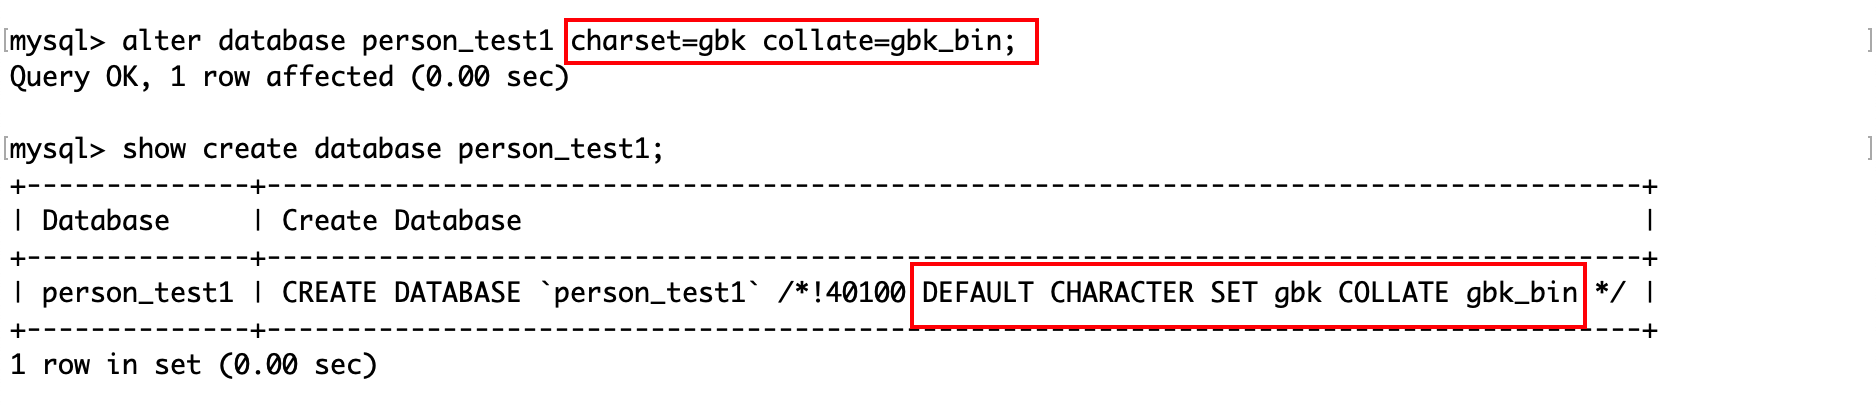 [mysql> alter database person_test1 charset=gbk collate=gbk_bin; ]
Query OK, 1 row affected (0.00 sec)
[mysql> show create database person_test1; ]
+--------------+--------------------------------------------------------------------------------------+
| Database     | Create Database                                                                      |
+--------------+--------------------------------------------------------------------------------------+
| person_test1 | CREATE DATABASE `person_test1` /*!40100 DEFAULT CHARACTER SET gbk COLLATE gbk_bin */ |
+--------------+--------------------------------------------------------------------------------------+
1 row in set (0.00 sec)